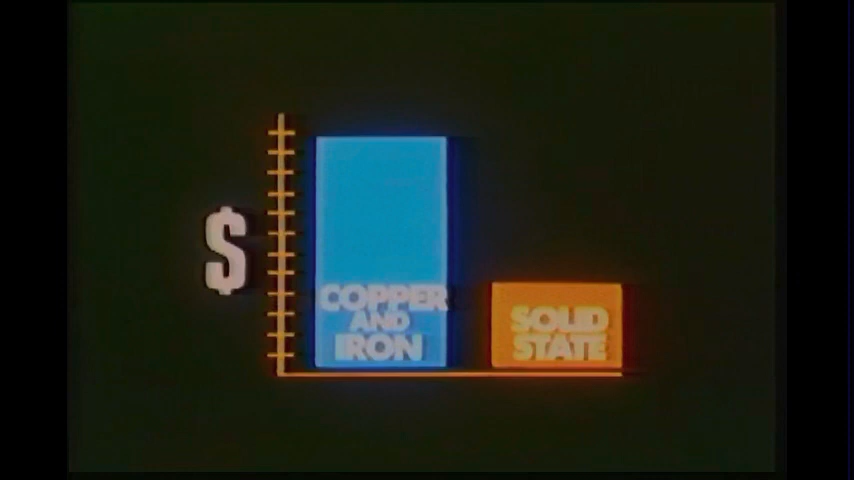 $
COPPER
AND
IRON
SOLID
STATE